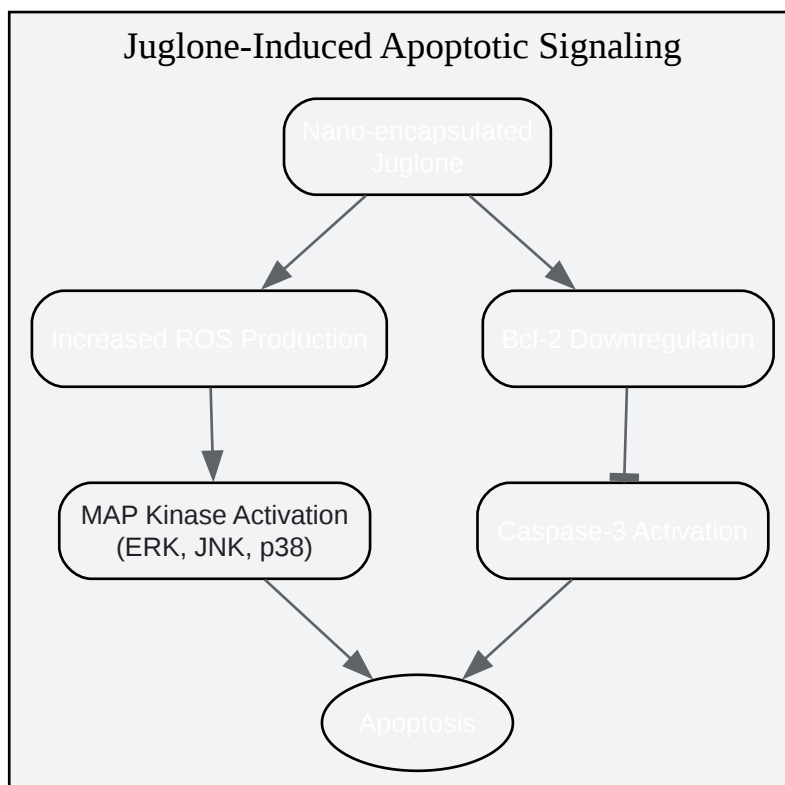 Juglone-Induced Apoptotic Signaling
Nano-encapsulated
Juglone
Increased ROS Production
Bcl-2 Downregulation
MAP Kinase Activation
(ERK, JNK, p38)
Caspase-3 Activation
Apoptosis